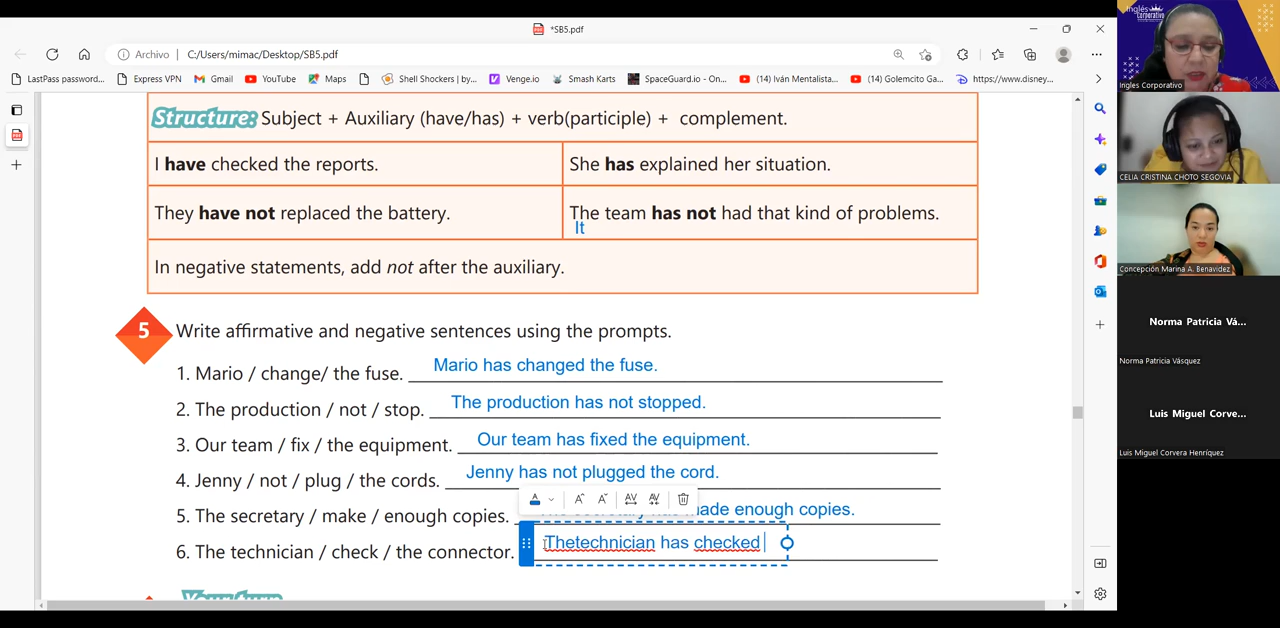 *SB5.pdf
Archivo | C:/Users/mimac/Desktop/SB5.pdf
LastPass password... Express VPN Gmail YouTube Maps Shell Shockers | by... Venge.io Smash Karts SpaceGuard.io - On... (14) Iván Mentalista... (14) Golemcito Ga... https://www.disney...
Structure: Subject + Auxiliary (have/has) + verb(participle) + complement.
I have checked the reports.
She has explained her situation.
They have not replaced the battery.
The team has not had that kind of problems.
It
In negative statements, add not after the auxiliary.
5 Write affirmative and negative sentences using the prompts.
1. Mario / change/ the fuse. Mario has changed the fuse.
2. The production / not / stop. The production has not stopped.
3. Our team / fix / the equipment. Our team has fixed the equipment.
4. Jenny / not / plug / the cords. Jenny has not plugged the cord.
5. The secretary / make / enough copies. made enough copies.
6. The technician / check / the connector. Thetechnician has checked
Your turn
Inglés Corporativo
Ingles Corporativo
CELIA CRISTINA CHOTO SEGOVIA
Concepción Marina A. Benavidez
Norma Patricia Vá...
Norma Patricia Vásquez
Luis Miguel Corve...
Luis Miguel Corvera Henríquez